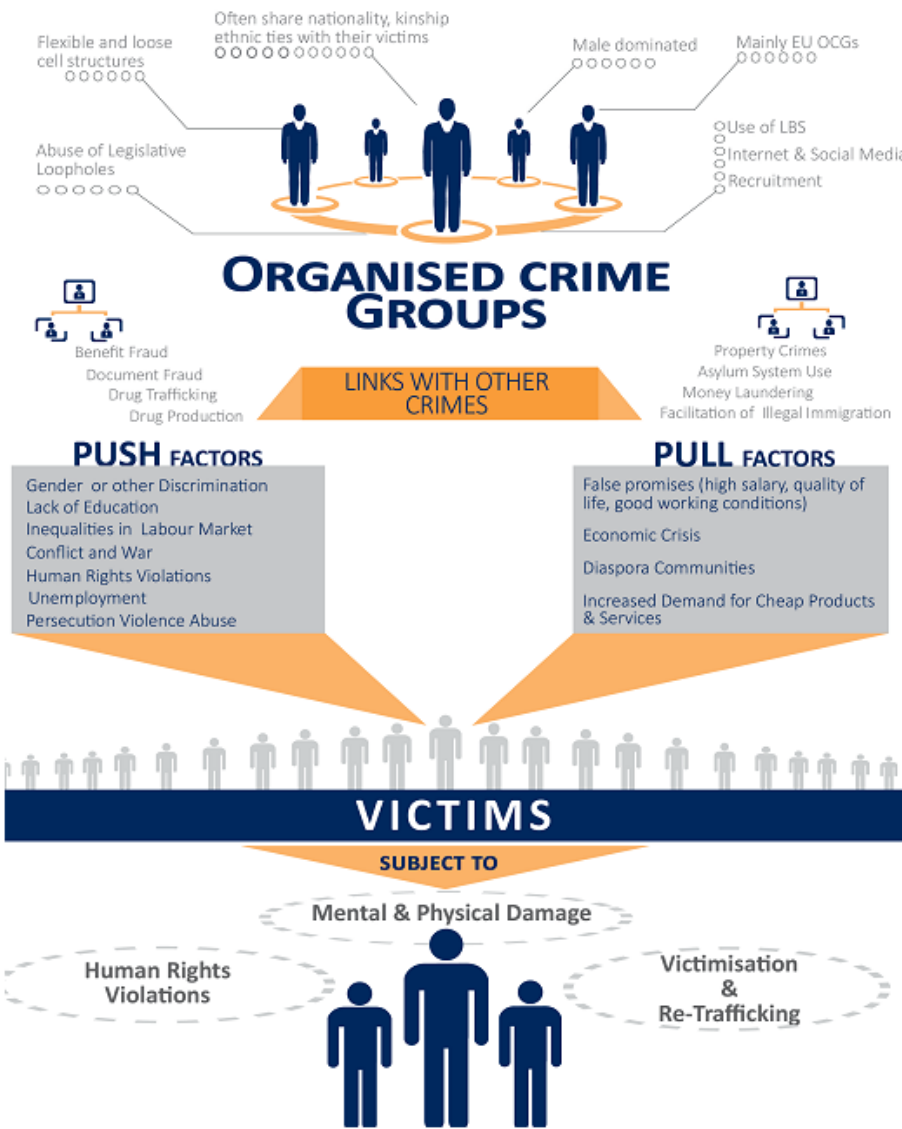 Often share nationality, kinship
ethnic ties with their victims
Flexible and loose
cell structures
Male dominated
Mainly EU OCGs
Abuse of Legislative
Loopholes
Use of LBS
Internet & Social Media
Recruitment
ORGANISED CRIME
GROUPS
Benefit Fraud
Document Fraud
Drug Trafficking
Drug Production
LINKS WITH OTHER
CRIMES
Property Crimes
Asylum System Use
Money Laundering
Facilitation of Illegal Immigration
PUSH FACTORS
Gender or other Discrimination
Lack of Education
Inequalities in Labour Market
Conflict and War
Human Rights Violations
Unemployment
Persecution Violence Abuse
PULL FACTORS
False promises (high salary, quality of
life, good working conditions)
Economic Crisis
Diaspora Communities
Increased Demand for Cheap Products
& Services
VICTIMS
SUBJECT TO
Mental & Physical Damage
Human Rights
Violations
Victimisation
&
Re-Trafficking